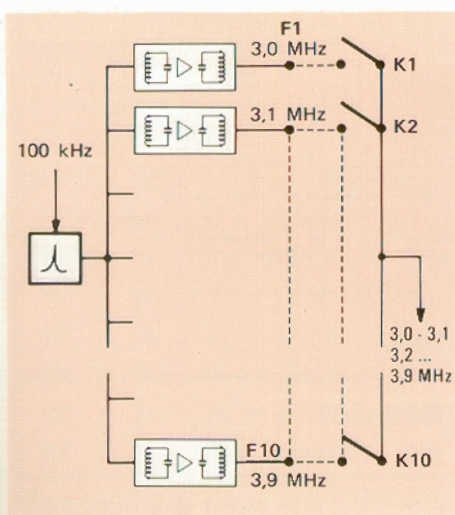 F1
3,0 MHz
K1
3,1 MHz
K2
100 kHz
3,0 - 3,1
3,2 ...
3,9 MHz
F10
K10
3,9 MHz